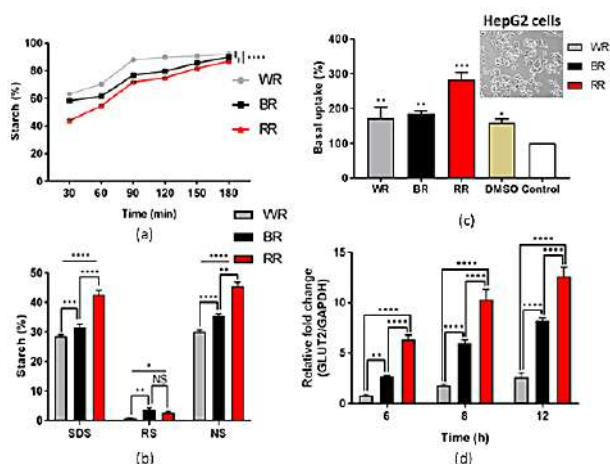 100
80
60
40
20
0
Starch (%)
****
WR
BR
RR
30 60 90 120 150 180
Time (min)
(a)
HepG2 cells
400
300
200
100
0
Basal uptake (%)
**
**
***
*
WR BR RR DMSO Control
WR
BR
RR
(c)
WR
BR
RR
50
40
30
20
10
0
Starch (%)
****
****
***
*
NS
**
****
**
****
SDS RS NS
(b)
15
10
5
0
Relative fold change
(GLUT2/GAPDH)
****
****
**
****
****
****
****
****
****
6 8 12
Time (h)
(d)